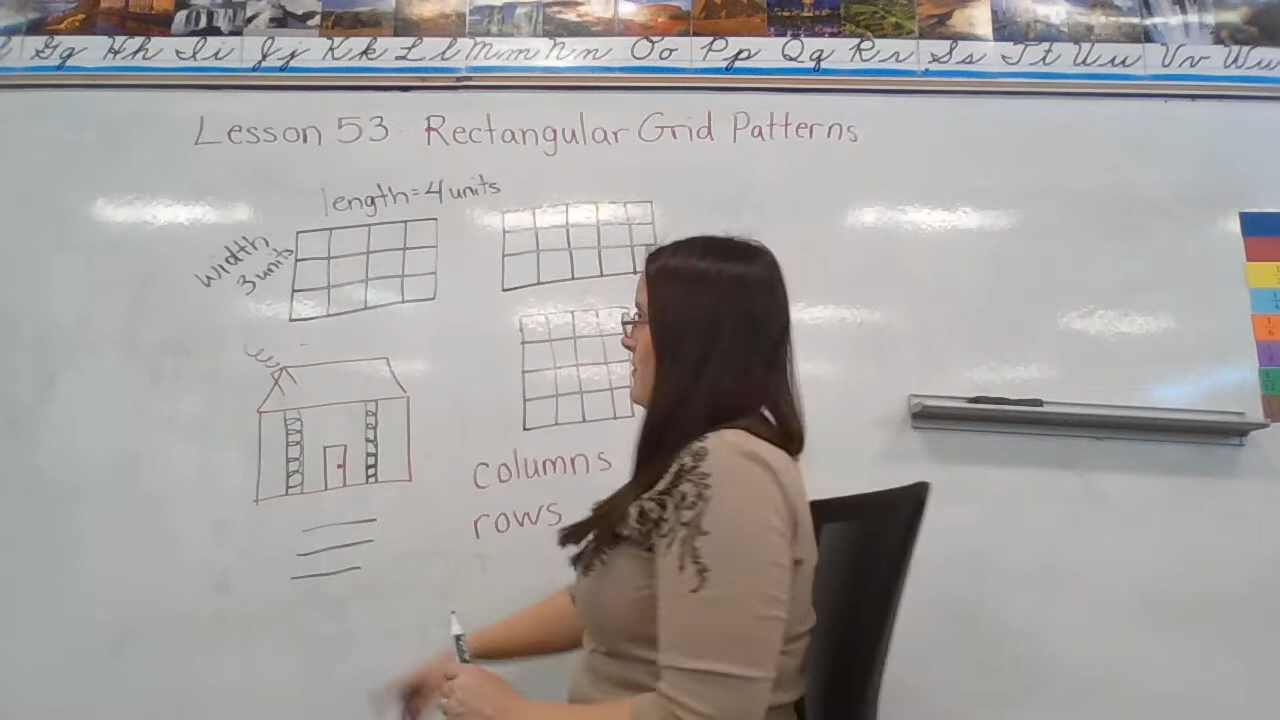 Gg Hh Ii Jj Kk Ll Mm Nn Oo Pp Qq Rr Ss Tt Uu Vv Ww
Lesson 53 Rectangular Grid Patterns
length = 4 units
width
3 units
columns
rows